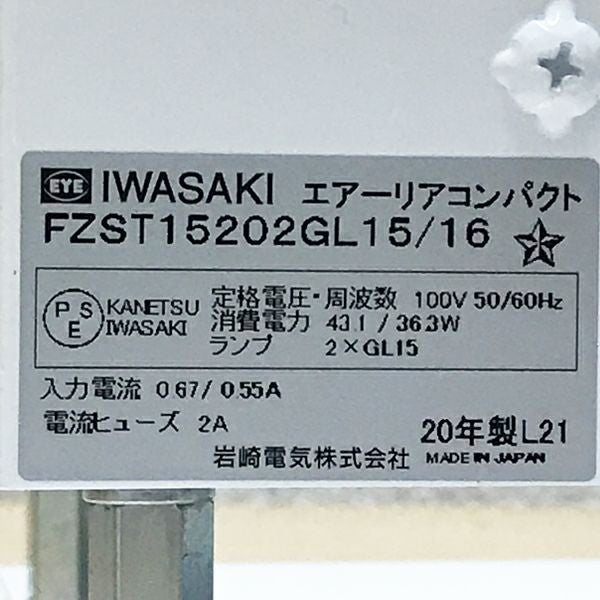 EYE IWASAKI エアーリアコンパクト
FZST15202GL15/16
PSE KANETSU IWASAKI
定格電圧・周波数 100V 50/60Hz
消費電力 43.1 / 36.3W
ランプ 2×GL15
入力電流 0.67/ 0.55A
電流ヒューズ 2A
20年製L21
岩崎電気株式会社 MADE IN JAPAN